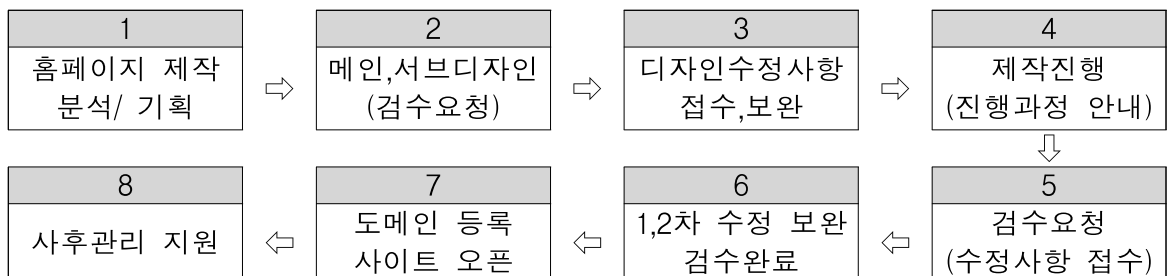 1
홈페이지 제작
분석/ 기획
2
메인,서브디자인
(검수요청)
3
디자인수정사항
접수,보완
4
제작진행
(진행과정 안내)
5
검수요청
(수정사항 접수)
6
1,2차 수정 보완
검수완료
7
도메인 등록
사이트 오픈
8
사후관리 지원